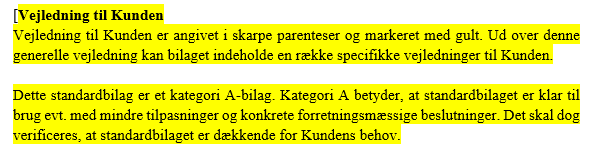 [Vejledning til Kunden
Vejledning til Kunden er angivet i skarpe parenteser og markeret med gult. Ud over denne
generelle vejledning kan bilaget indeholde en række specifikke vejledninger til Kunden.
Dette standardbilag er et kategori A-bilag. Kategori A betyder, at standardbilaget er klar til
brug evt. med mindre tilpasninger og konkrete forretningsmæssige beslutninger. Det skal dog
verificeres, at standardbilaget er dækkende for Kundens behov.